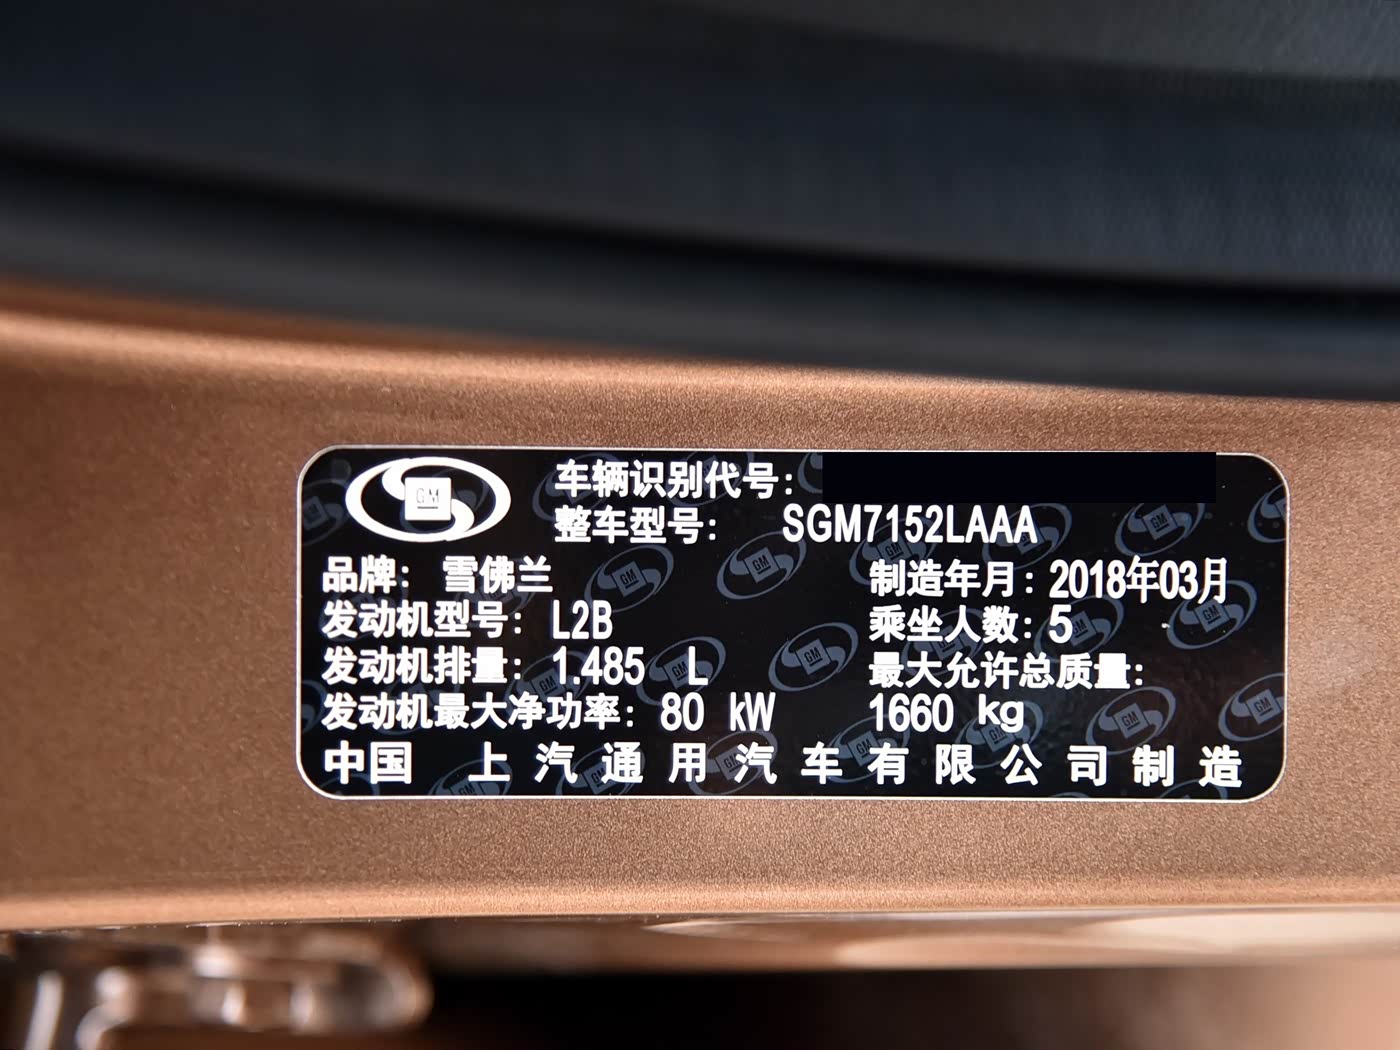 GM
车辆识别代号:
整车型号: SGM7152LAAA
品牌: 雪佛兰 制造年月: 2018年03月
发动机型号: L2B 乘坐人数: 5
发动机排量: 1.485 L 最大允许总质量:
发动机最大净功率: 80 kW 1660 kg
中国 上汽通用汽车有限公司制造